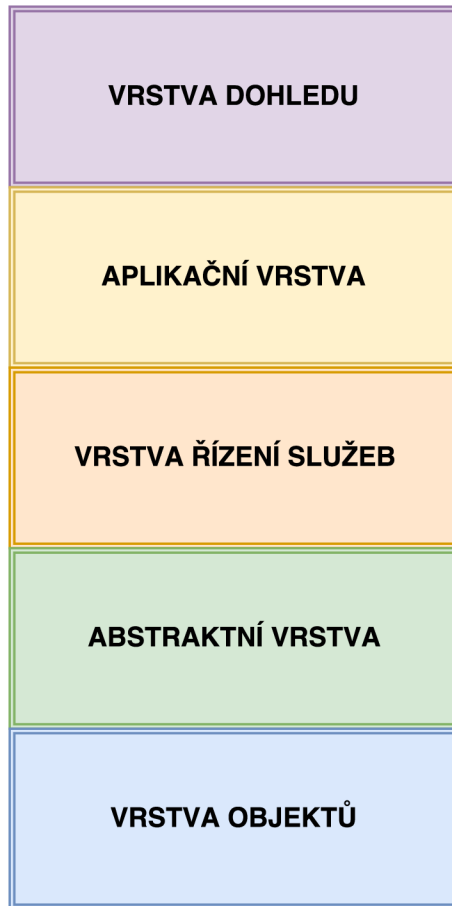 VRSTVA DOHLEDU
APLIKAČNÍ VRSTVA
VRSTVA ŘÍZENÍ SLUŽEB
ABSTRAKTNÍ VRSTVA
VRSTVA OBJEKTŮ